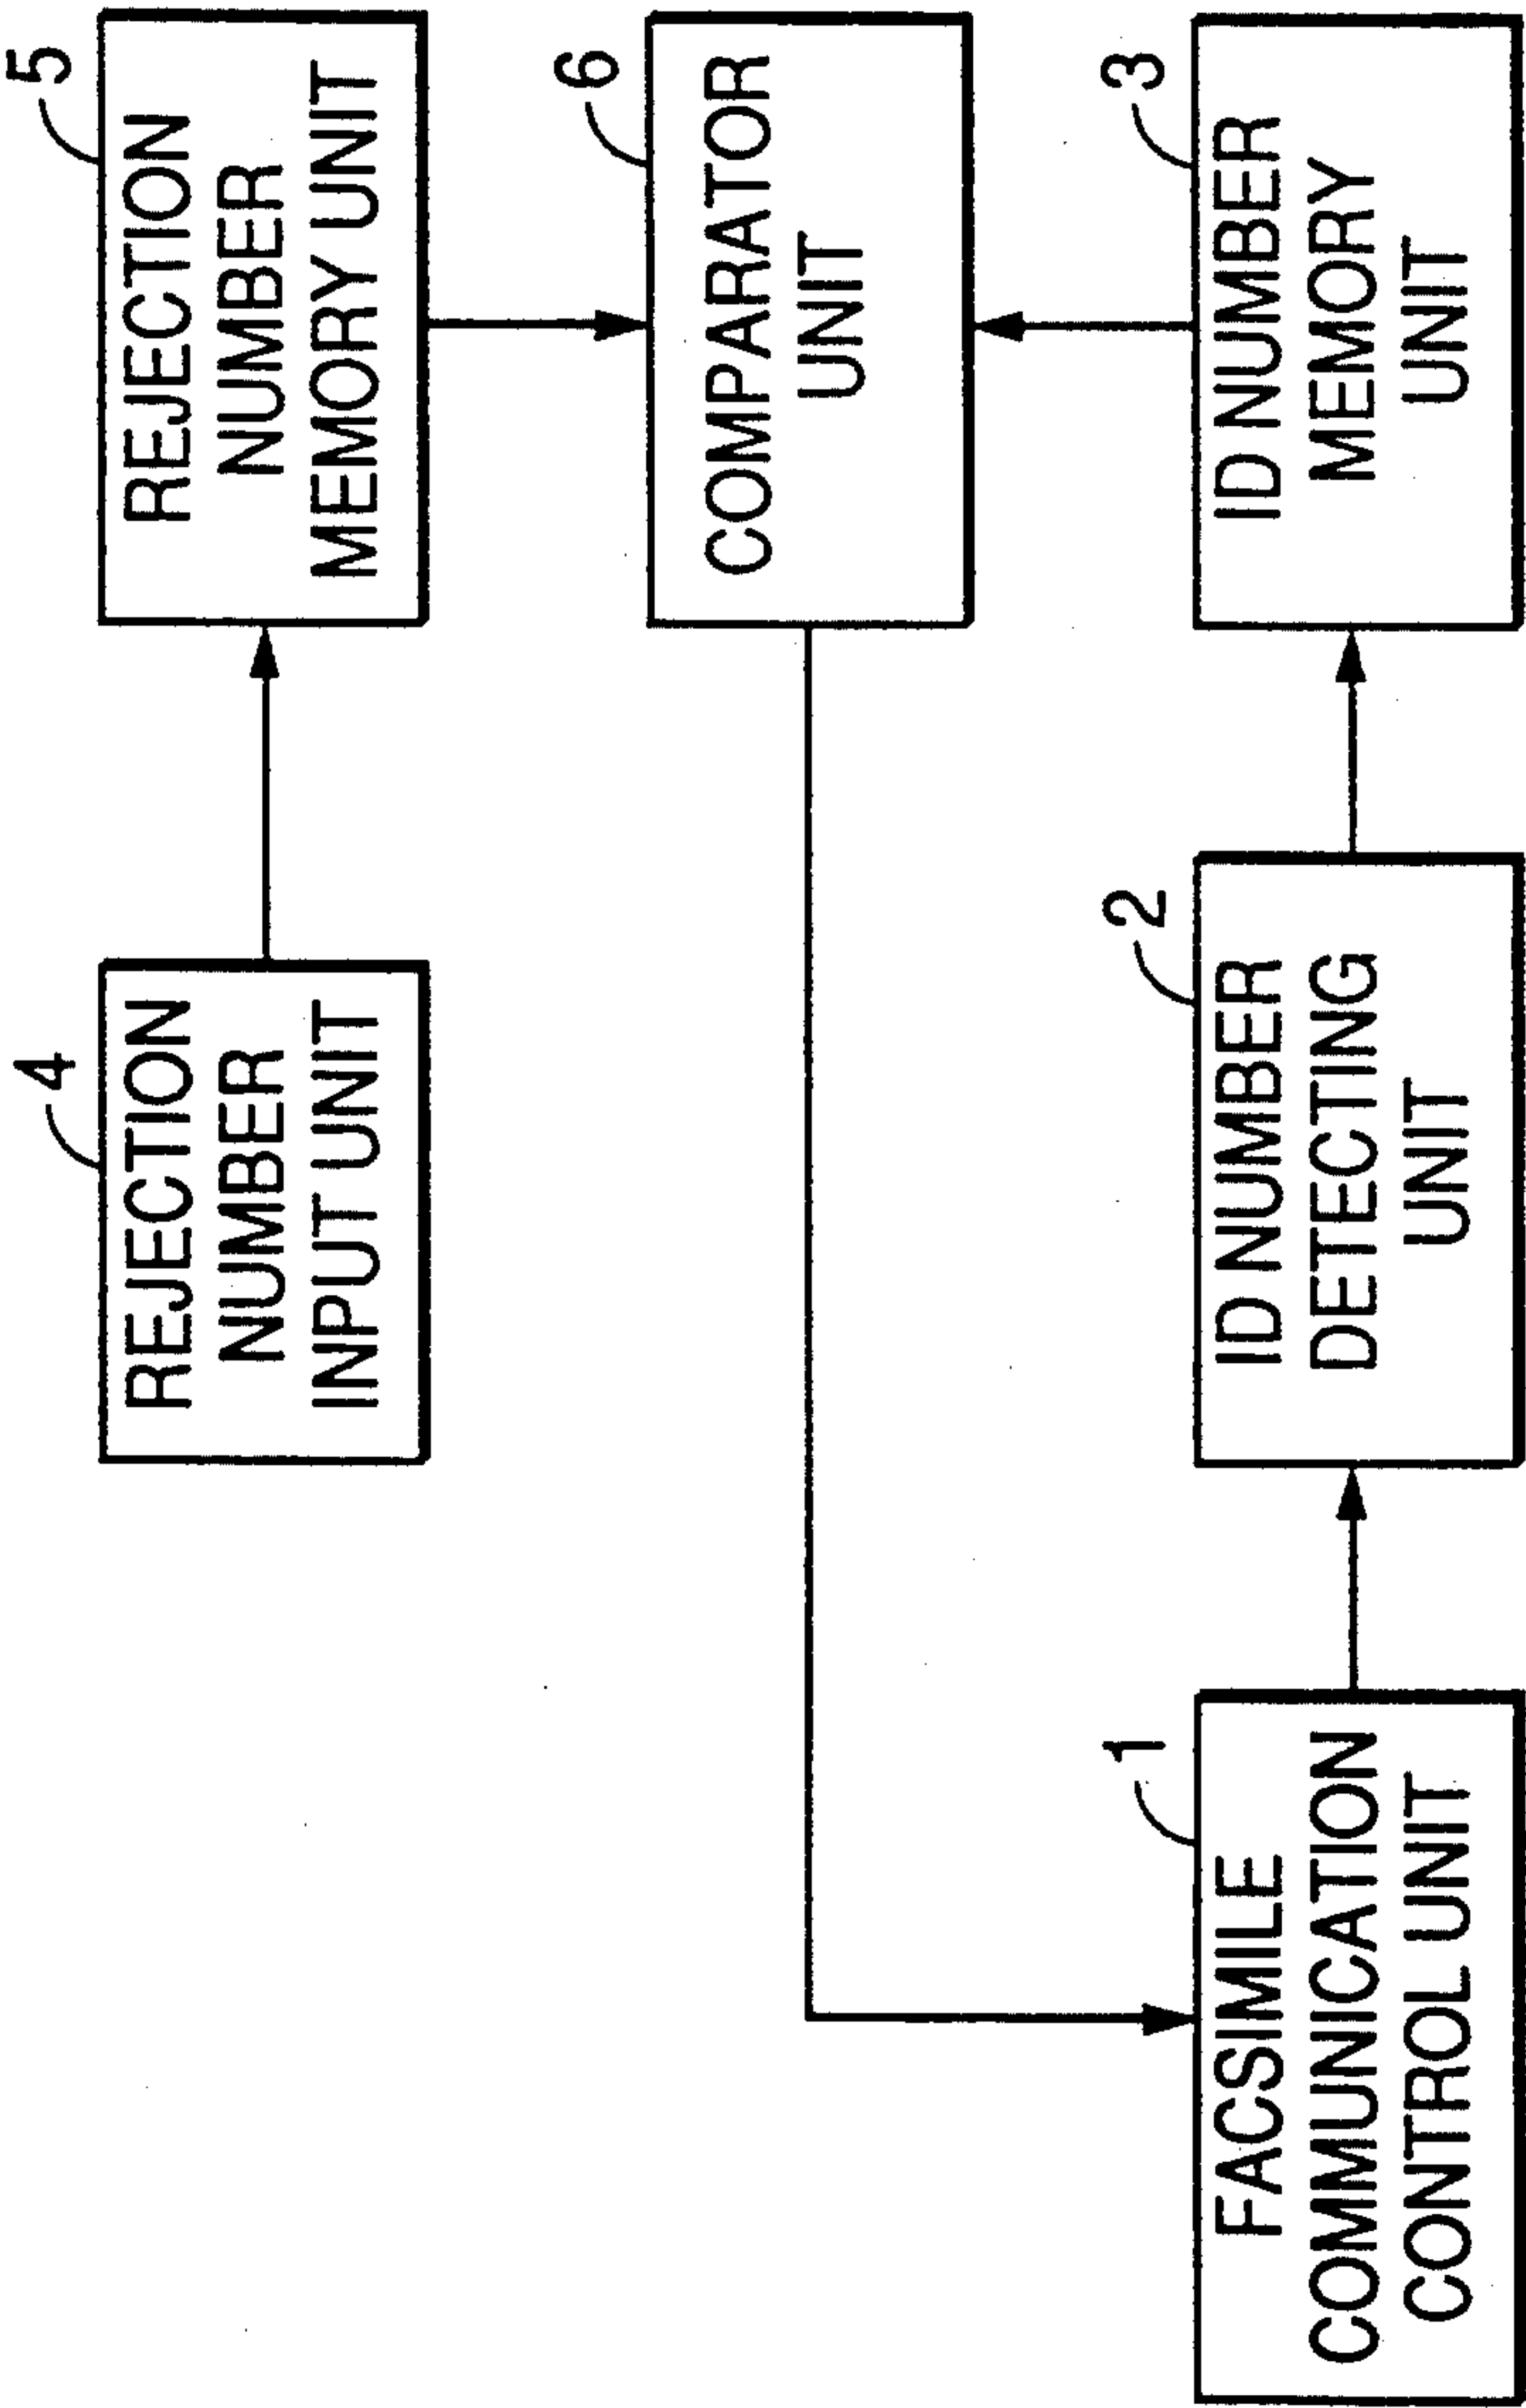 4
REJECTION
NUMBER
INPUT UNIT
5
REJECTION
NUMBER
MEMORY UNIT
6
COMPARATOR
UNIT
1
FACSIMILE
COMMUNICATION
CONTROL UNIT
2
ID NUMBER
DETECTING
UNIT
3
ID NUMBER
MEMORY
UNIT